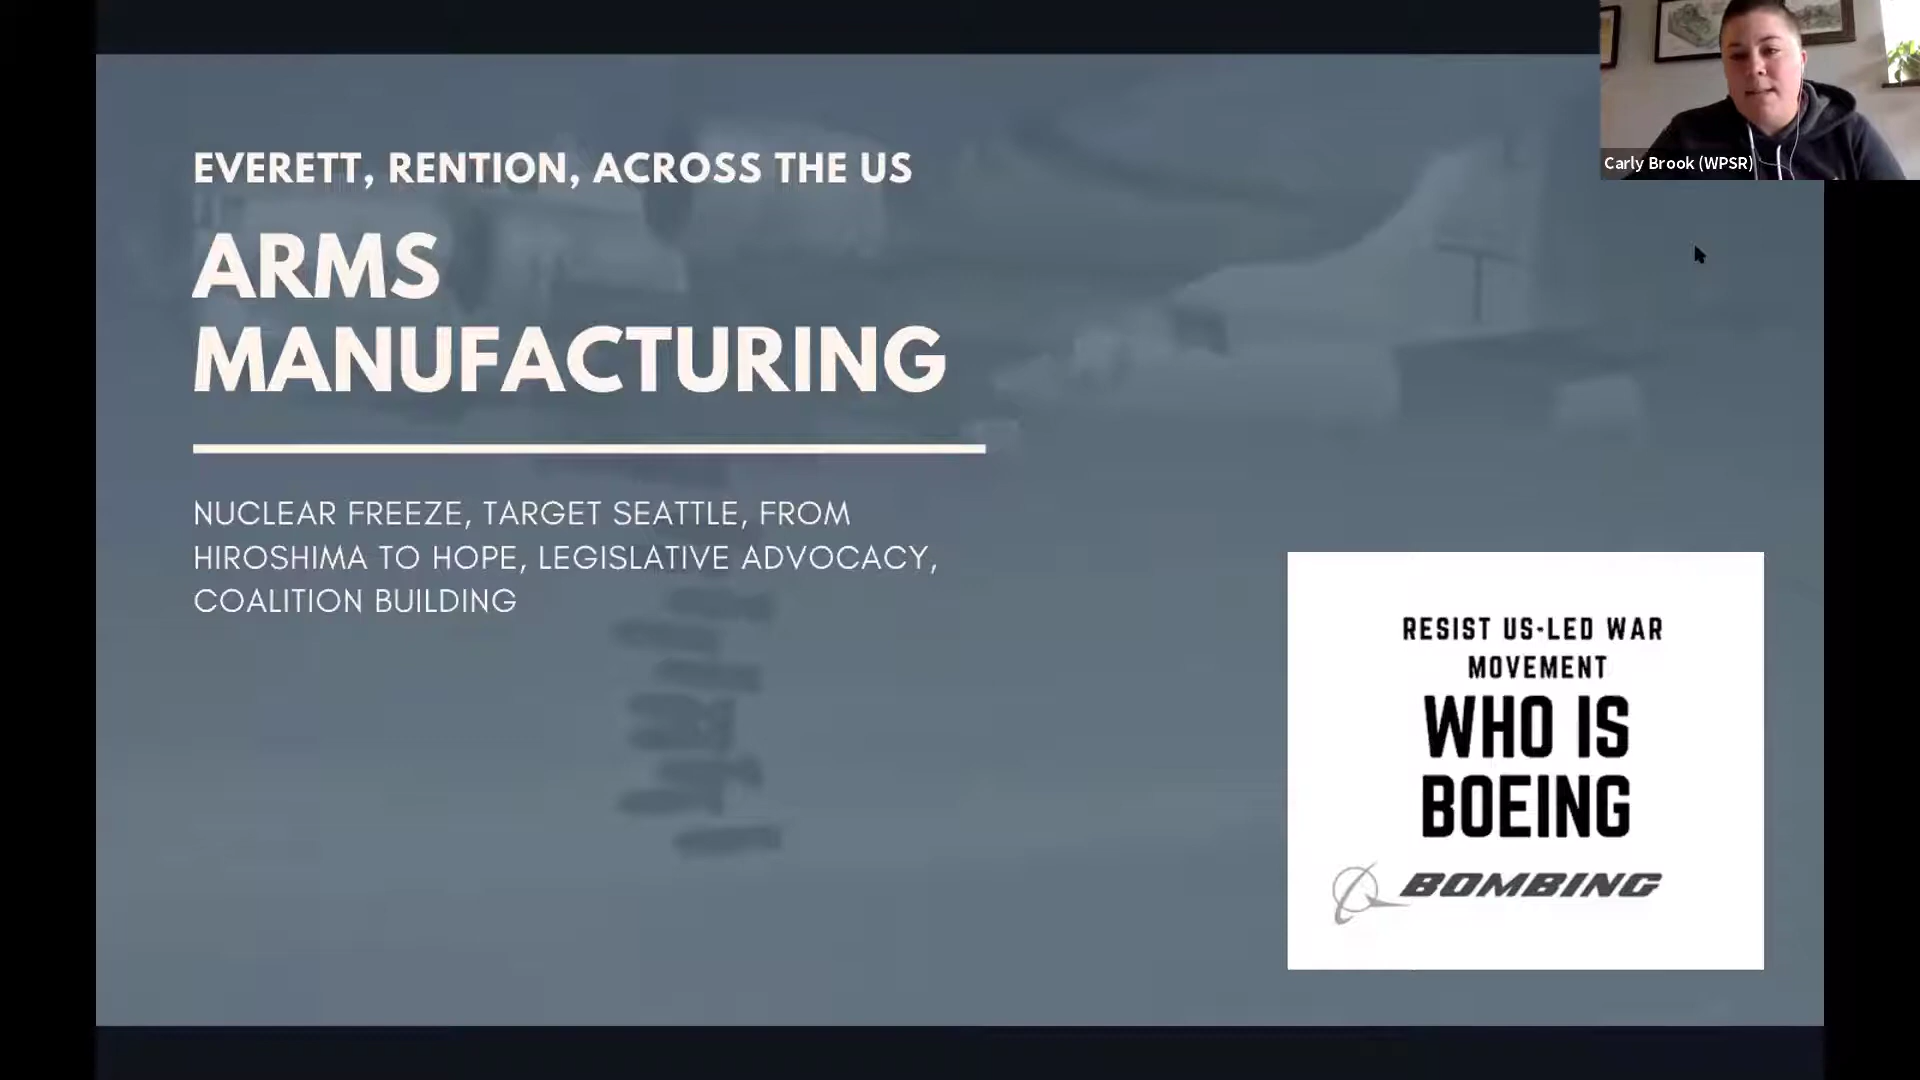 EVERETT, RENTION, ACROSS THE US
ARMS
MANUFACTURING
NUCLEAR FREEZE, TARGET SEATTLE, FROM
HIROSHIMA TO HOPE, LEGISLATIVE ADVOCACY,
COALITION BUILDING
RESIST US-LED WAR
MOVEMENT
WHO IS
BOEING
BOMBING
Carly Brook (WPSR)